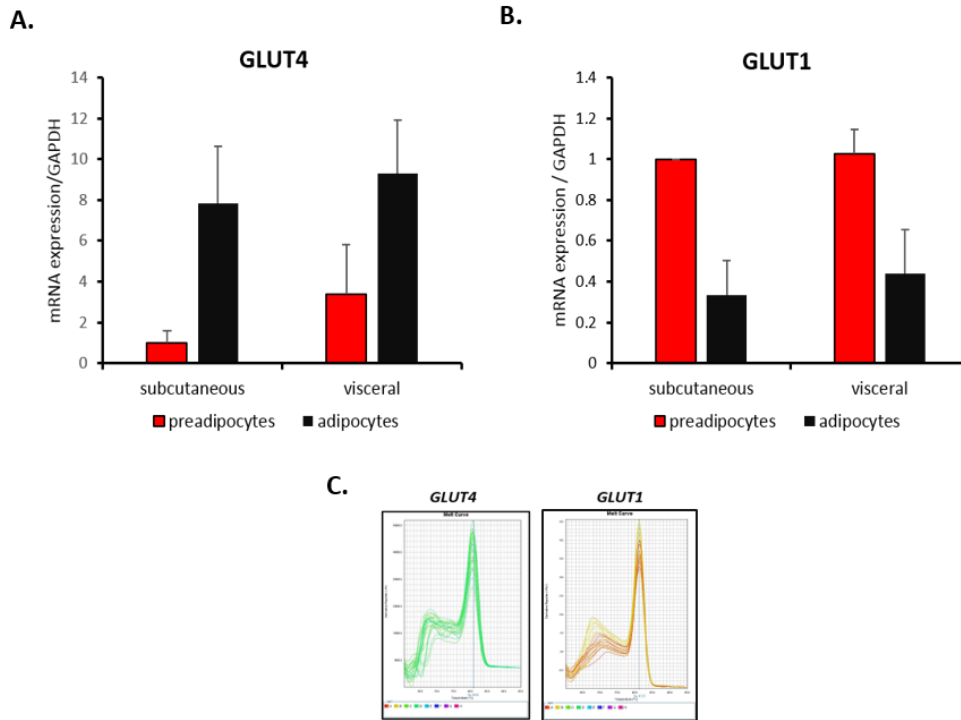 A.
GLUT4
mRNA expression/GAPDH
14
12
10
8
6
4
2
0
subcutaneous
visceral
preadipocytes
adipocytes
B.
GLUT1
mRNA expression / GAPDH
1.4
1.2
1
0.8
0.6
0.4
0.2
0
subcutaneous
visceral
preadipocytes
adipocytes
C.
GLUT4
Melt Curve
GLUT1
Melt Curve